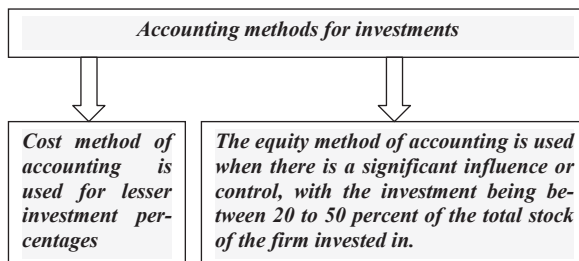 Accounting methods for investments
Cost method of
accounting is
used for lesser
investment per-
centages
The equity method of accounting is used
when there is a significant influence or
control, with the investment being be-
tween 20 to 50 percent of the total stock
of the firm invested in.